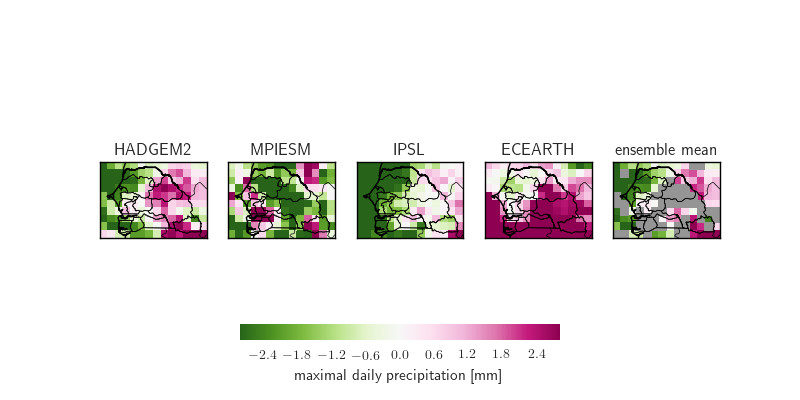 HADGEM2 MPIESM IPSL ECEARTH ensemble mean
−2.4 −1.8 −1.2 −0.6 0.0 0.6 1.2 1.8 2.4
maximal daily precipitation [mm]